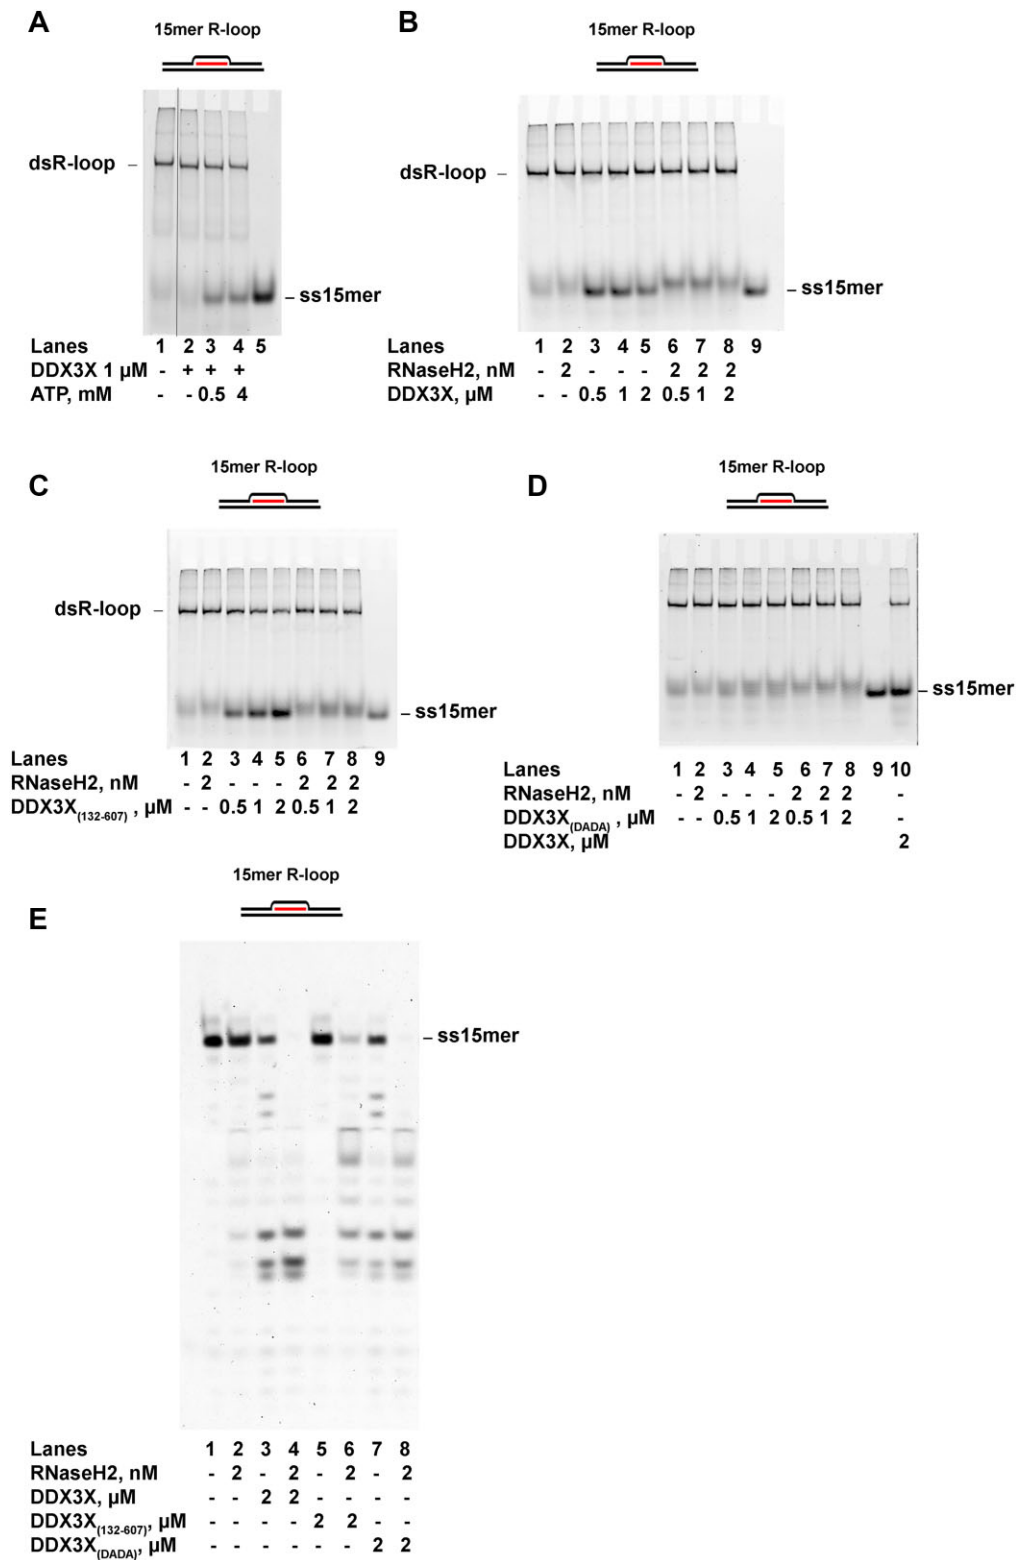 A
15mer R-loop
dsR-loop
ss15mer
Lanes 1 2 3 4 5
DDX3X 1 µM - + + +
ATP, mM - - 0.5 4
B
15mer R-loop
dsR-loop
ss15mer
Lanes 1 2 3 4 5 6 7 8 9
RNaseH2, nM - 2 - - - 2 2 2
DDX3X, µM - - 0.5 1 2 0.5 1 2
C
15mer R-loop
dsR-loop
ss15mer
Lanes 1 2 3 4 5 6 7 8 9
RNaseH2, nM - 2 - - - 2 2 2
DDX3X(132-607) , µM - - 0.5 1 2 0.5 1 2
D
15mer R-loop
ss15mer
Lanes 1 2 3 4 5 6 7 8 9 10
RNaseH2, nM - 2 - - - 2 2 2 -
DDX3X(DADA) , µM - - 0.5 1 2 0.5 1 2 -
DDX3X, µM 2
E
15mer R-loop
ss15mer
Lanes 1 2 3 4 5 6 7 8
RNaseH2, nM - 2 - 2 - 2 - 2
DDX3X, µM - - 2 2 - - - -
DDX3X(132-607), µM - - - - 2 2 - -
DDX3X(DADA), µM - - - - - - 2 2